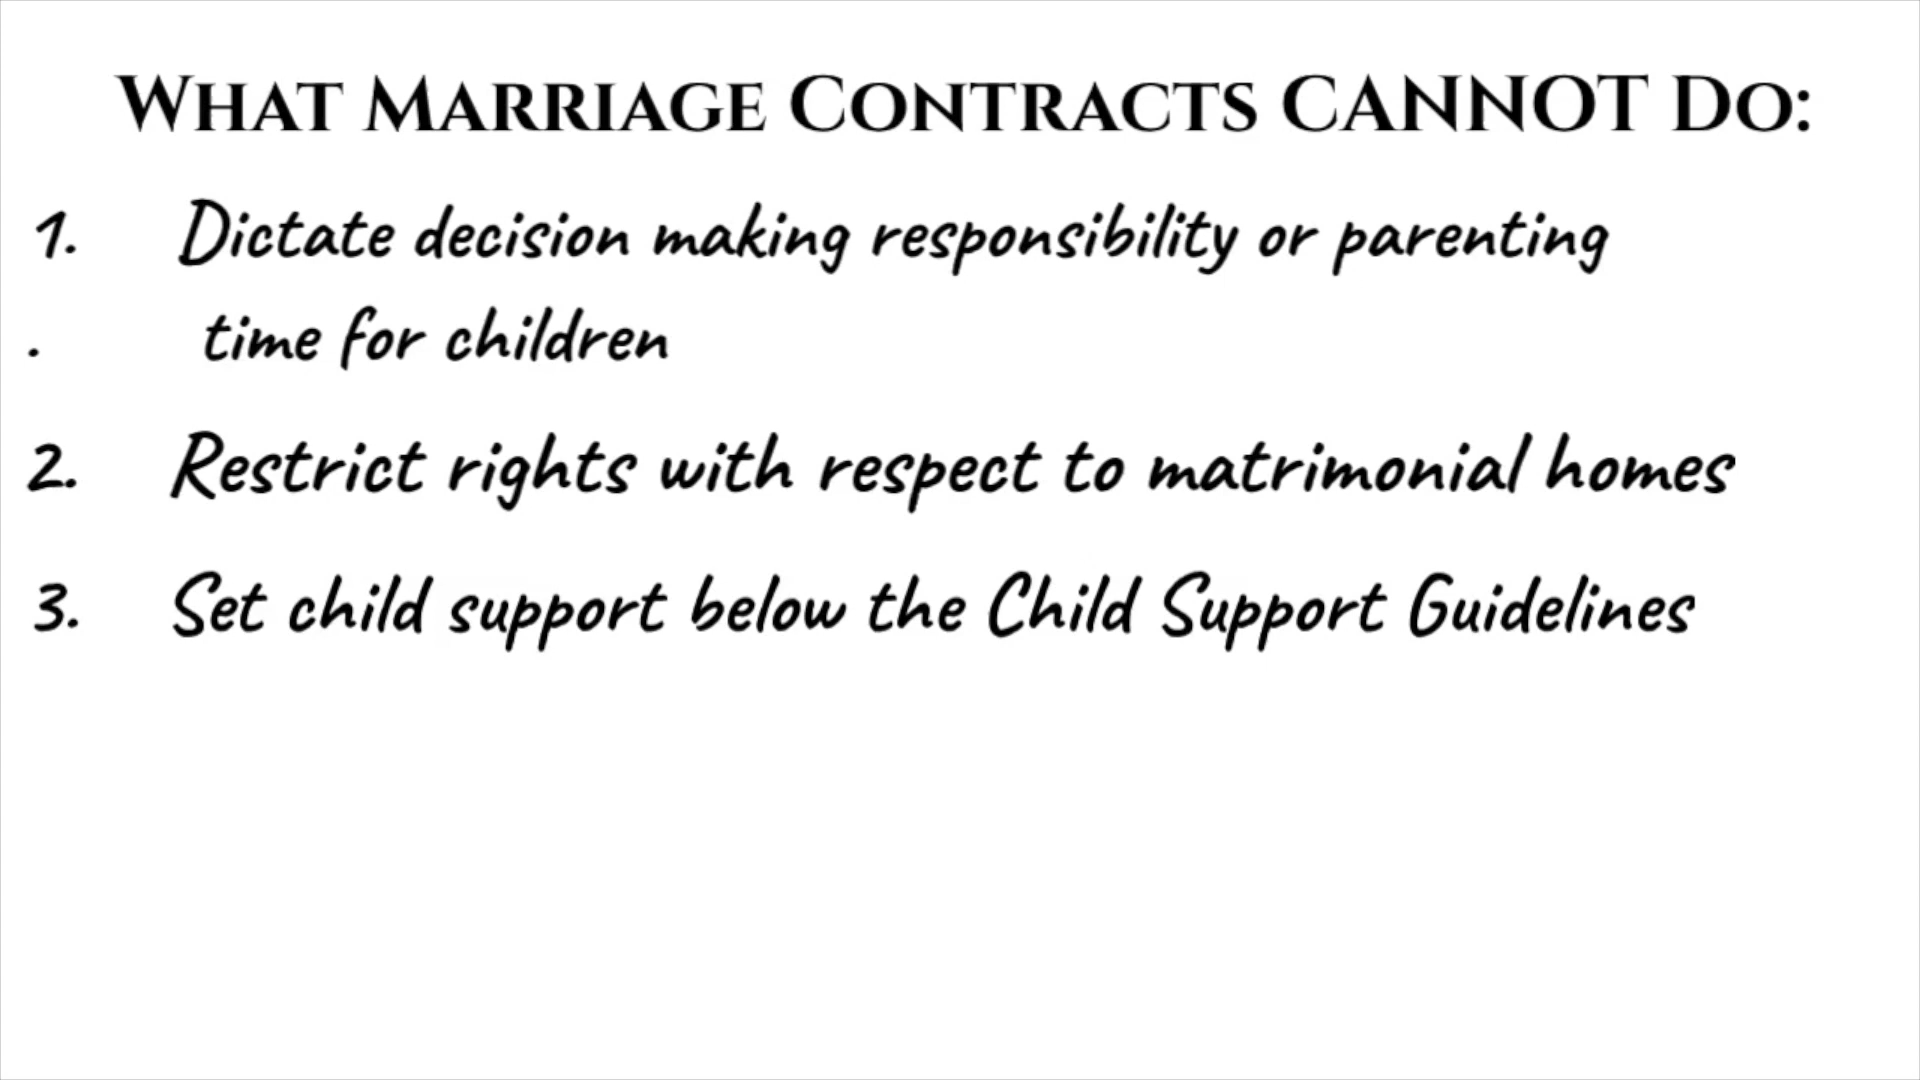 What Marriage Contracts CANNOT Do:
1. Dictate decision making responsibility or parenting
. time for children
2. Restrict rights with respect to matrimonial homes
3. Set child support below the Child Support Guidelines